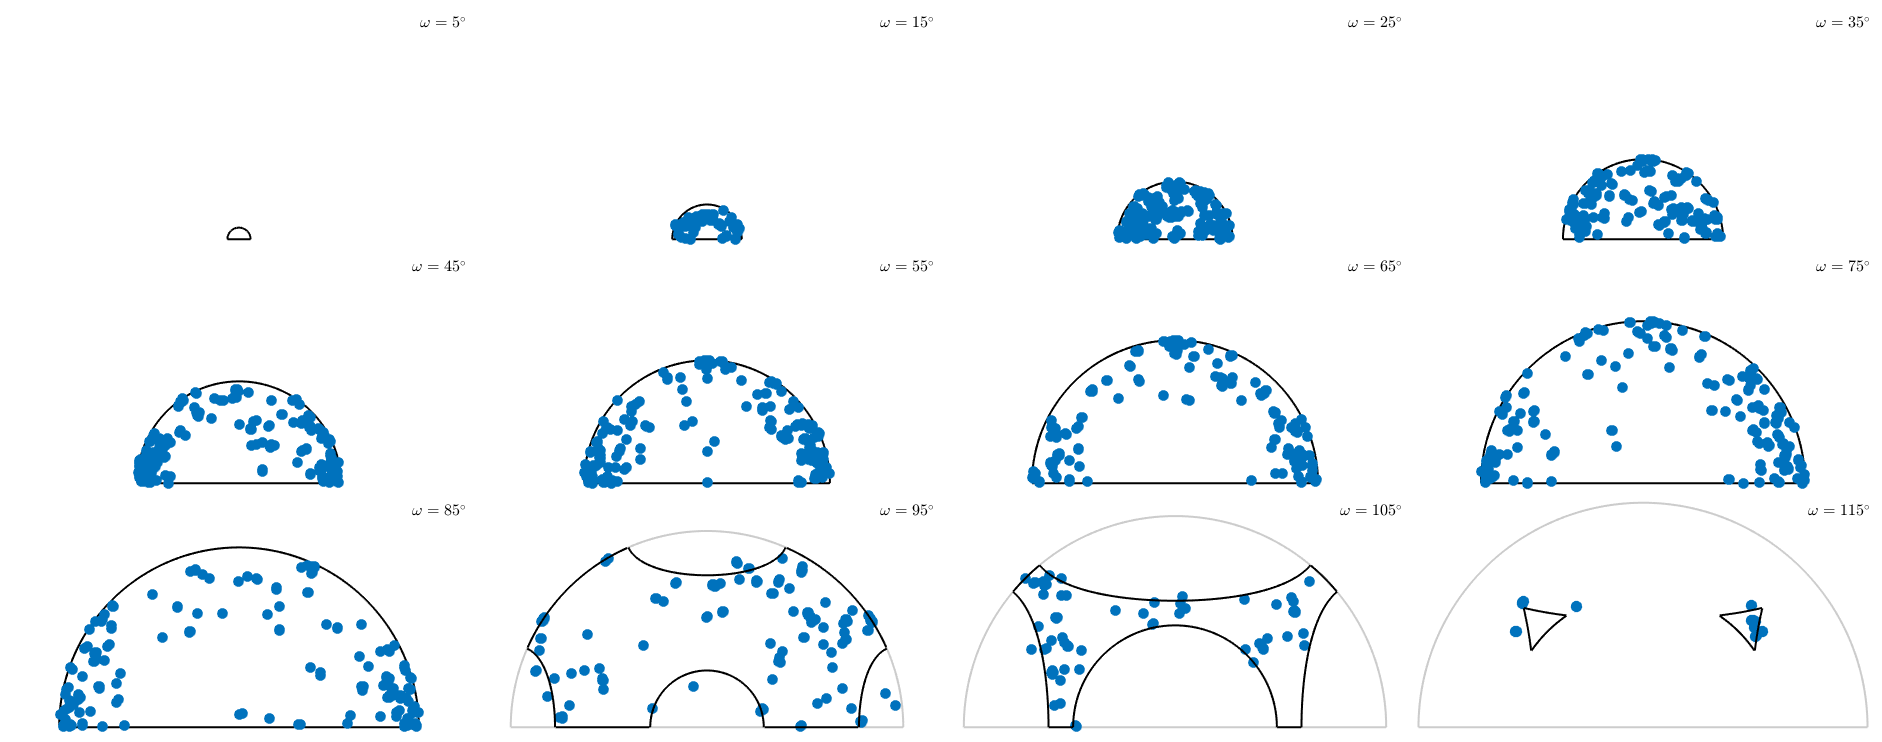 ω = 5°
ω = 15°
ω = 25°
ω = 35°
ω = 45°
ω = 55°
ω = 65°
ω = 75°
ω = 85°
ω = 95°
ω = 105°
ω = 115°